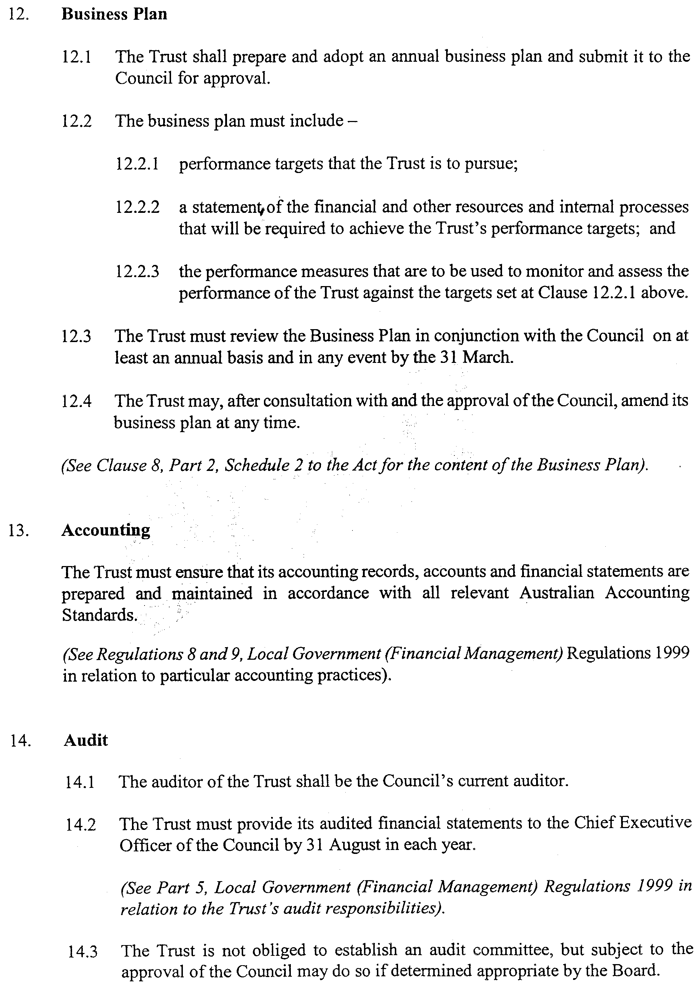 12. Business Plan
12.1 The Trust shall prepare and adopt an annual business plan and submit it to the
Council for approval.
12.2 The business plan must include –
12.2.1 performance targets that the Trust is to pursue;
12.2.2 a statement of the financial and other resources and internal processes
that will be required to achieve the Trust's performance targets; and
12.2.3 the performance measures that are to be used to monitor and assess the
performance of the Trust against the targets set at Clause 12.2.1 above.
12.3 The Trust must review the Business Plan in conjunction with the Council on at
least an annual basis and in any event by the 31 March.
12.4 The Trust may, after consultation with and the approval of the Council, amend its
business plan at any time.
(See Clause 8, Part 2, Schedule 2 to the Act for the content of the Business Plan).
13. Accounting
The Trust must ensure that its accounting records, accounts and financial statements are
prepared and maintained in accordance with all relevant Australian Accounting
Standards.
(See Regulations 8 and 9, Local Government (Financial Management) Regulations 1999
in relation to particular accounting practices).
14. Audit
14.1 The auditor of the Trust shall be the Council's current auditor.
14.2 The Trust must provide its audited financial statements to the Chief Executive
Officer of the Council by 31 August in each year.
(See Part 5, Local Government (Financial Management) Regulations 1999 in
relation to the Trust's audit responsibilities).
14.3 The Trust is not obliged to establish an audit committee, but subject to the
approval of the Council may do so if determined appropriate by the Board.